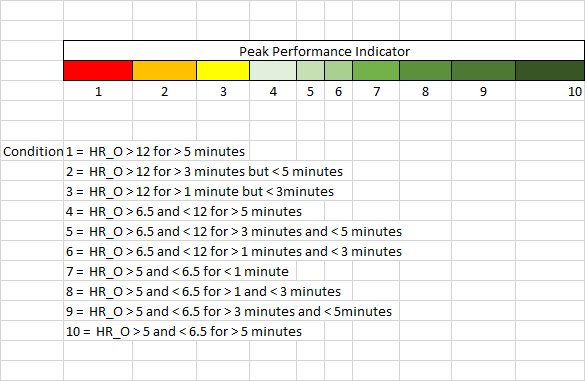 Peak Performance Indicator
1 2 3 4 5 6 7 8 9 10
Condition 1 = HR_O > 12 for > 5 minutes
2 = HR_O > 12 for > 3 minutes but < 5 minutes
3 = HR_O > 12 for > 1 minute but < 3minutes
4 = HR_O > 6.5 and < 12 for > 5 minutes
5 = HR_O > 6.5 and < 12 for > 3 minutes and < 5 minutes
6 = HR_O > 6.5 and < 12 for > 1 minutes and < 3 minutes
7 = HR_O > 5 and < 6.5 for < 1 minute
8 = HR_O > 5 and < 6.5 for > 1 and < 3 minutes
9 = HR_O > 5 and < 6.5 for > 3 minutes and < 5minutes
10 = HR_O > 5 and < 6.5 for > 5 minutes